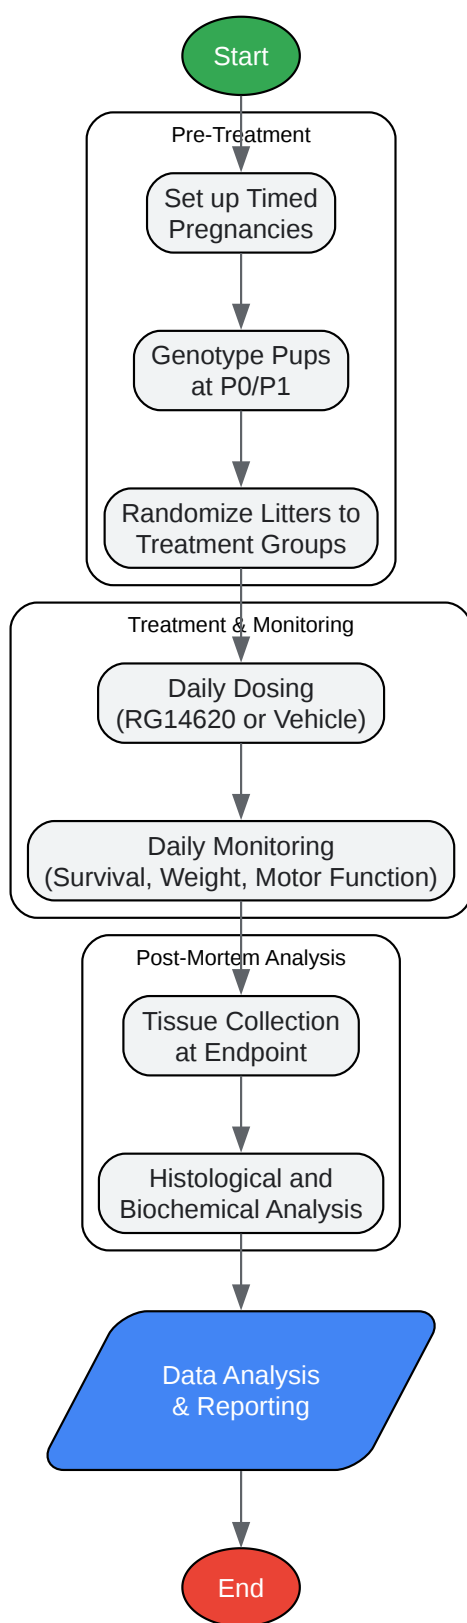 Start
Pre-Treatment
Set up Timed
Pregnancies
Genotype Pups
at P0/P1
Randomize Litters to
Treatment Groups
Treatment & Monitoring
Daily Dosing
(RG14620 or Vehicle)
Daily Monitoring
(Survival, Weight, Motor Function)
Post-Mortem Analysis
Tissue Collection
at Endpoint
Histological and
Biochemical Analysis
Data Analysis
& Reporting
End